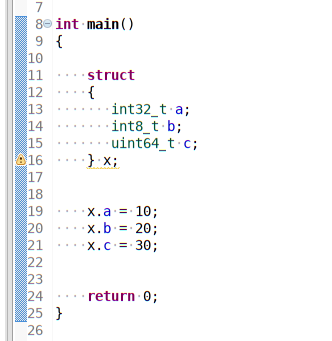 7
8 int main()
9 {
10
11 ····struct
12 ····{
13 ·······int32_t·a;
14 ·······int8_t·b;
15 ·······uint64_t·c;
16 ····}·x;
17
18
19 ····x.a·=·10;
20 ····x.b·=·20;
21 ····x.c·=·30;
22
23
24 ····return·0;
25 }
26